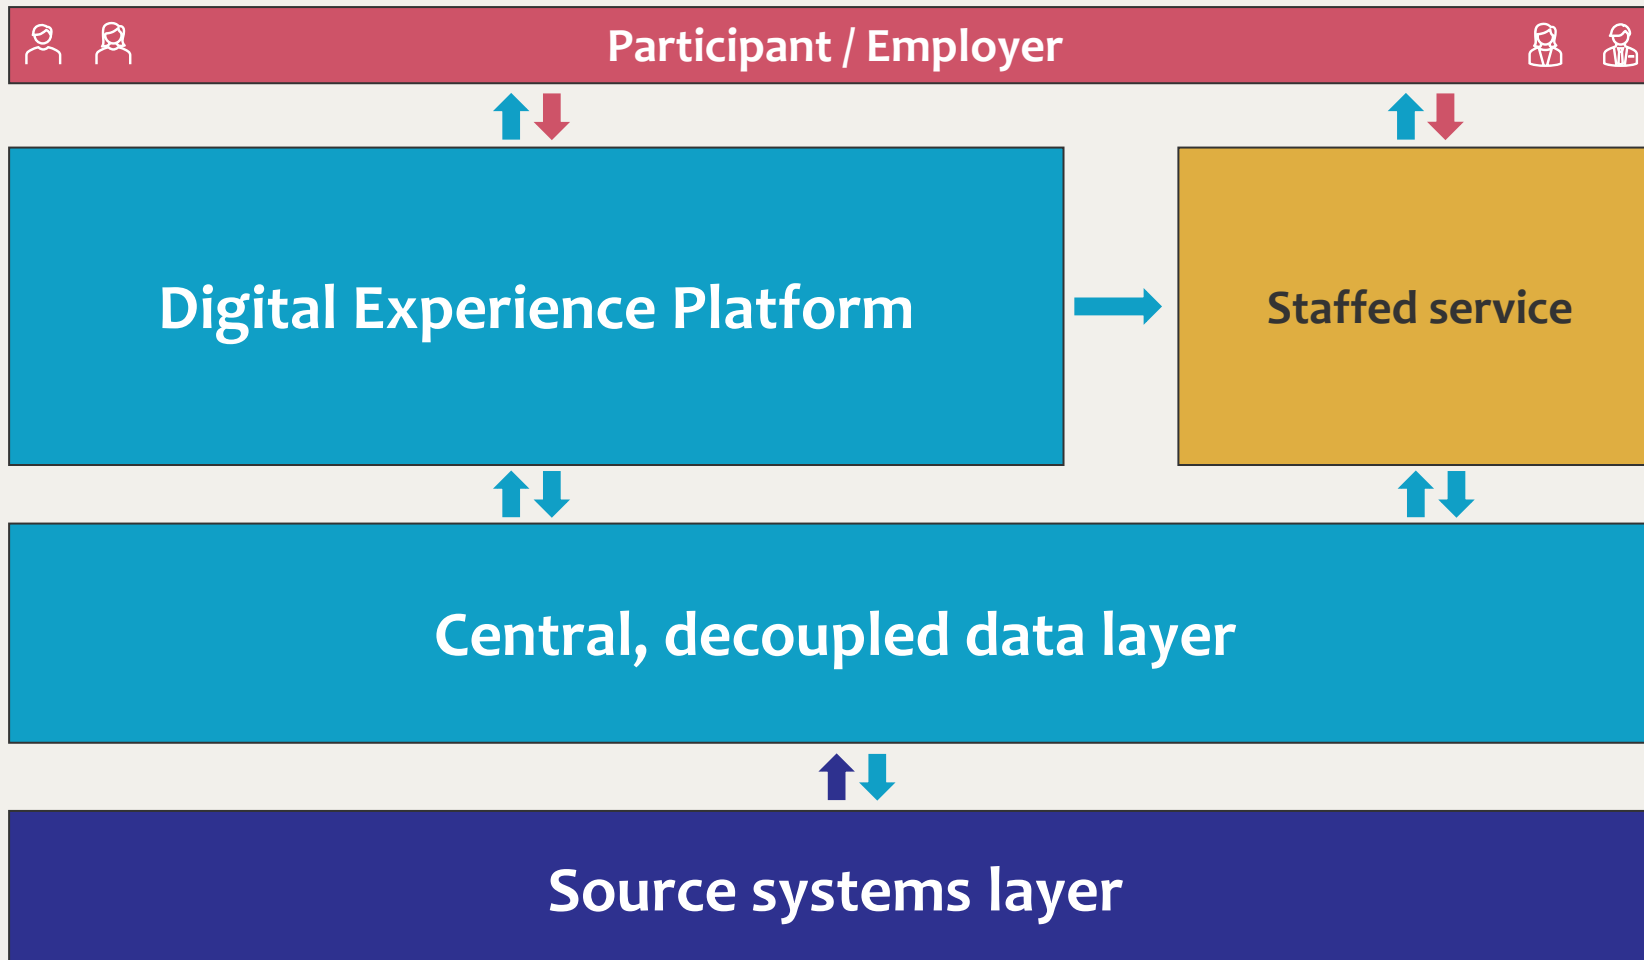 Participant / Employer
Digital Experience Platform
Staffed service
Central, decoupled data layer
Source systems layer